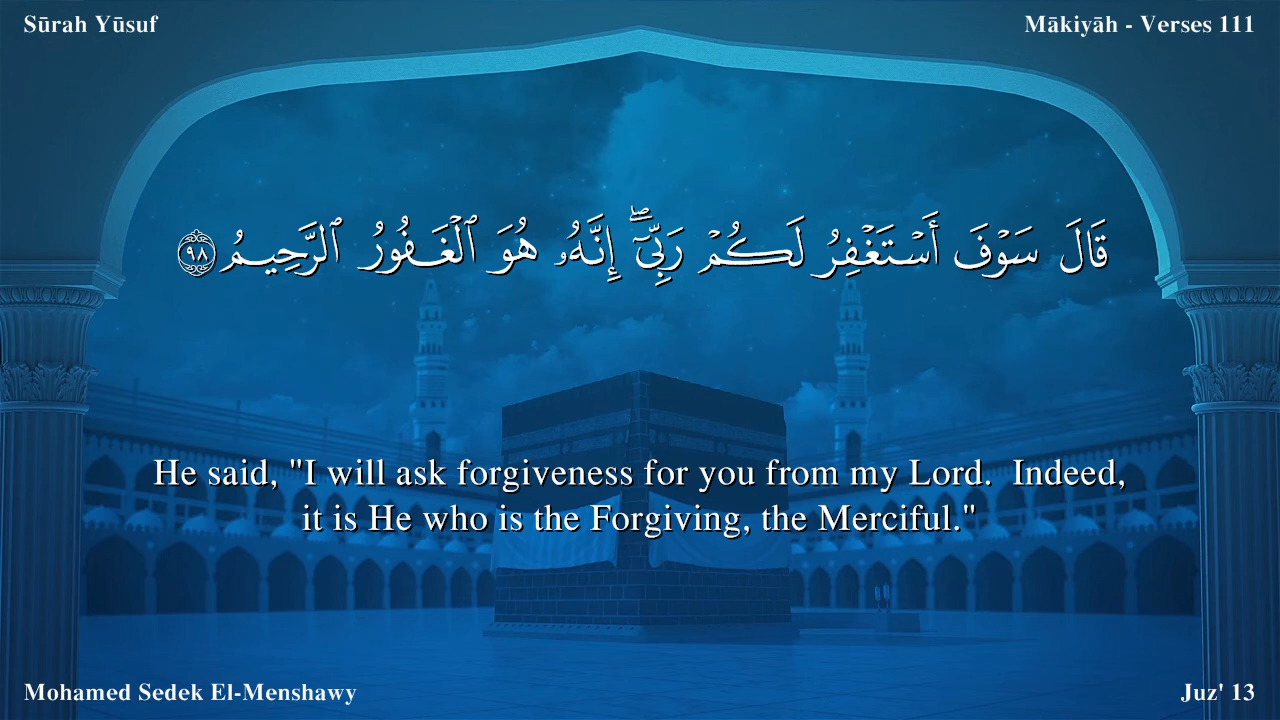 Sūrah Yūsuf
Mākiyāh - Verses 111
قَالَ سَوْفَ أَسْتَغْفِرُ لَكُمْ رَبِّىٓ ۖ إِنَّهُۥ هُوَ ٱلْغَفُورُ ٱلرَّحِيمُ ٩٨
He said, "I will ask forgiveness for you from my Lord.  Indeed,
it is He who is the Forgiving, the Merciful."
Mohamed Sedek El-Menshawy
Juz' 13